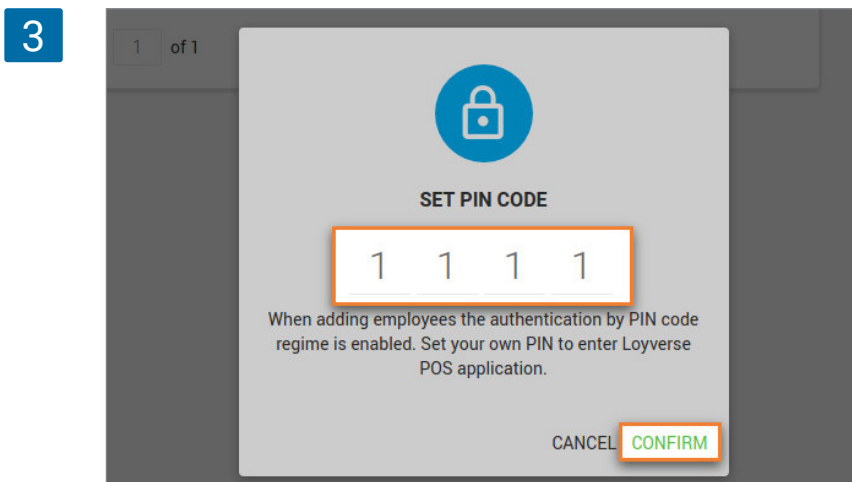 3
1 of 1
SET PIN CODE
1 1 1 1
When adding employees the authentication by PIN code
regime is enabled. Set your own PIN to enter Loyverse
POS application.
CANCEL CONFIRM